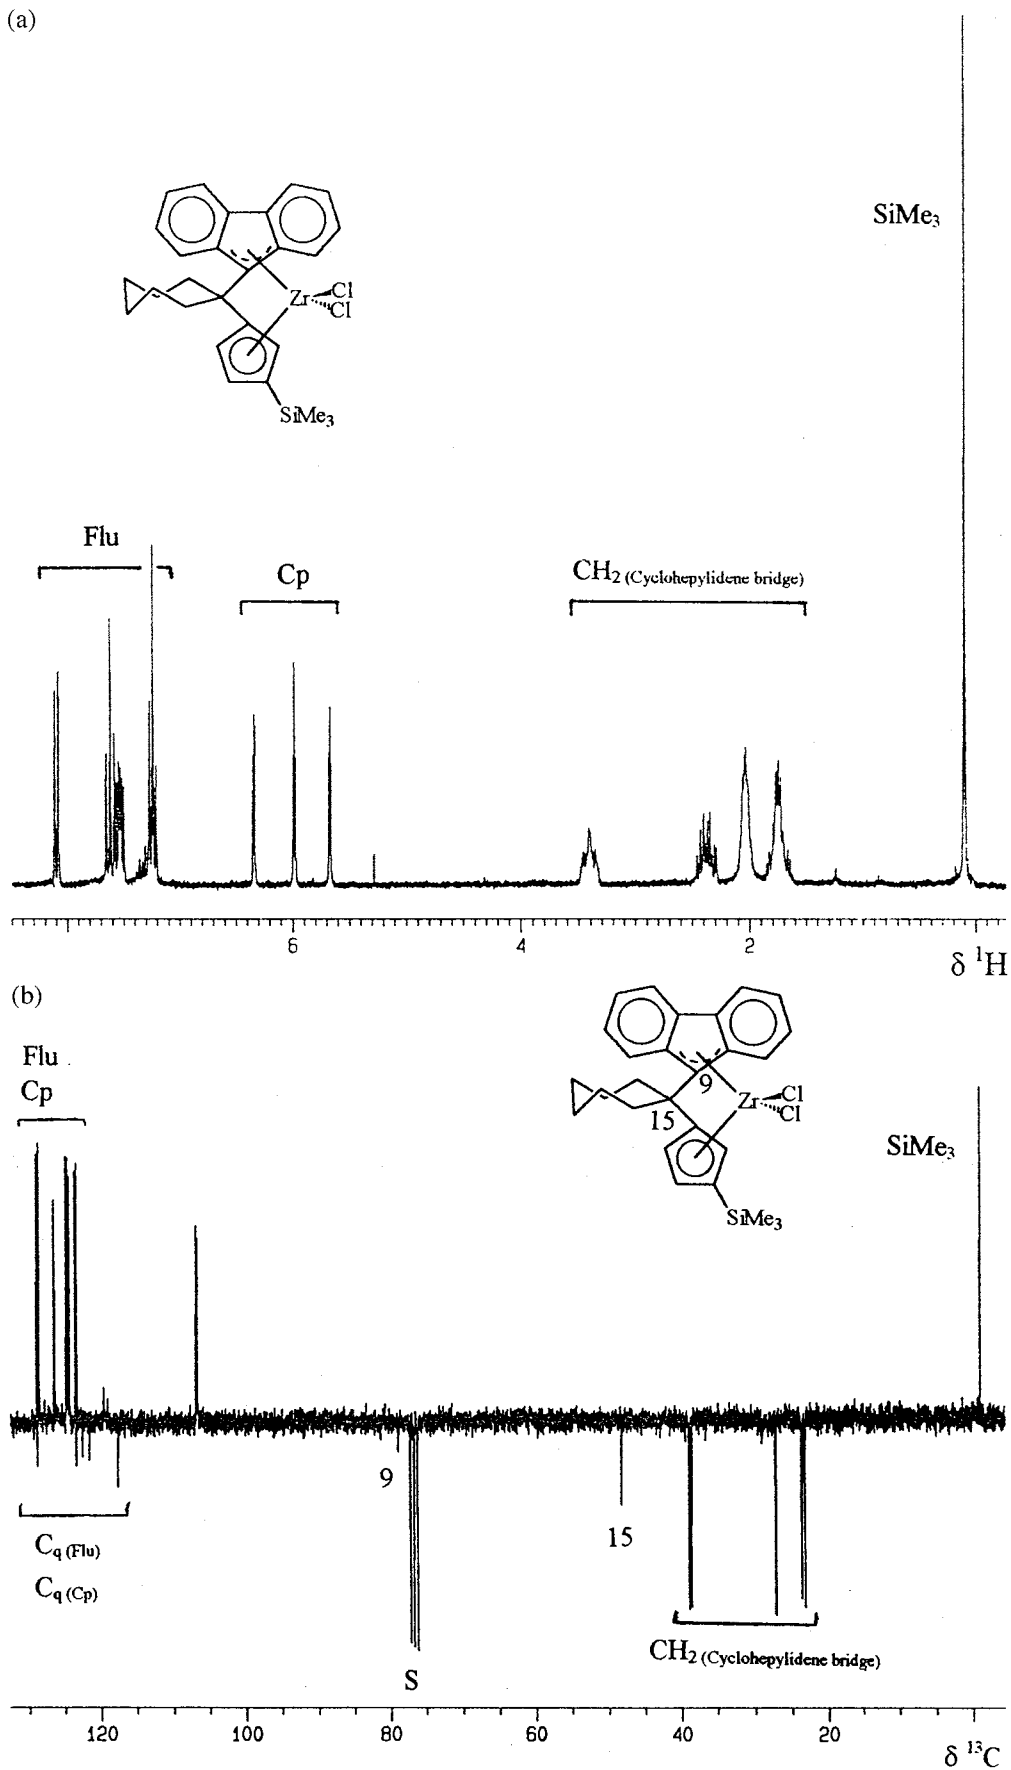 (a)
SiMe3
Zr
Cl
Cl
SiMe3
Flu
Cp
CH2 (Cyclohepylidene bridge)
6
4
2
δ 1H
(b)
Flu
Cp
9
Zr
Cl
Cl
15
SiMe3
SiMe3
9
15
Cq (Flu)
Cq (Cp)
CH2 (Cyclohepylidene bridge)
S
120
100
80
60
40
20
δ 13C